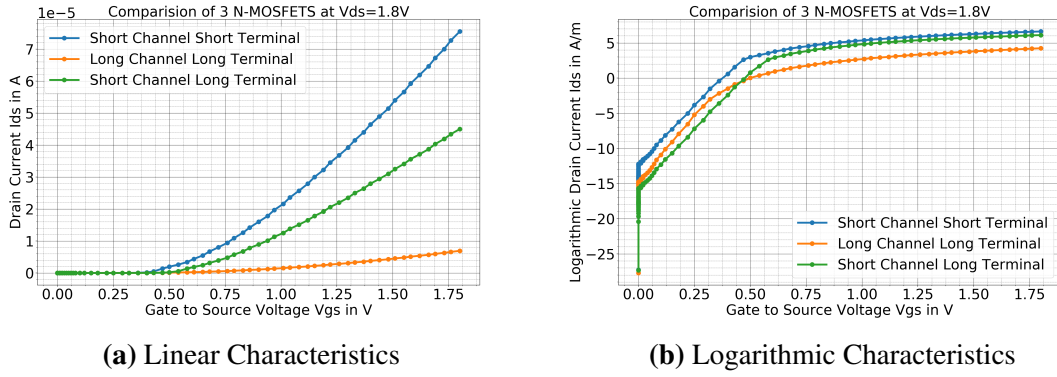 Comparision of 3 N-MOSFETS at Vds=1.8V
1e−5
Drain Current Ids in A
7
6
5
4
3
2
1
0
Short Channel Short Terminal
Long Channel Long Terminal
Short Channel Long Terminal
0.00 0.25 0.50 0.75 1.00 1.25 1.50 1.75
Gate to Source Voltage Vgs in V
(a) Linear Characteristics
Comparision of 3 N-MOSFETS at Vds=1.8V
Logarithmic Drain Current Ids in A/m
5
0
−5
−10
−15
−20
−25
Short Channel Short Terminal
Long Channel Long Terminal
Short Channel Long Terminal
0.00 0.25 0.50 0.75 1.00 1.25 1.50 1.75
Gate to Source Voltage Vgs in V
(b) Logarithmic Characteristics